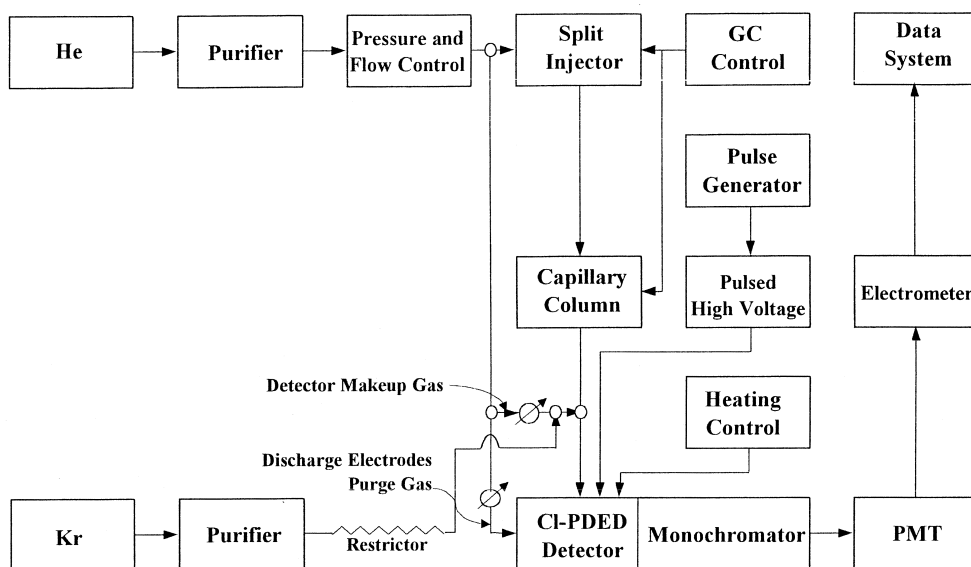 He
Purifier
Pressure and
Flow Control
Split
Injector
GC
Control
Data
System
Pulse
Generator
Capillary
Column
Pulsed
High Voltage
Electrometer
Detector Makeup Gas
Heating
Control
Discharge Electrodes
Purge Gas
Kr
Purifier
Restrictor
Cl-PDED
Detector
Monochromator
PMT